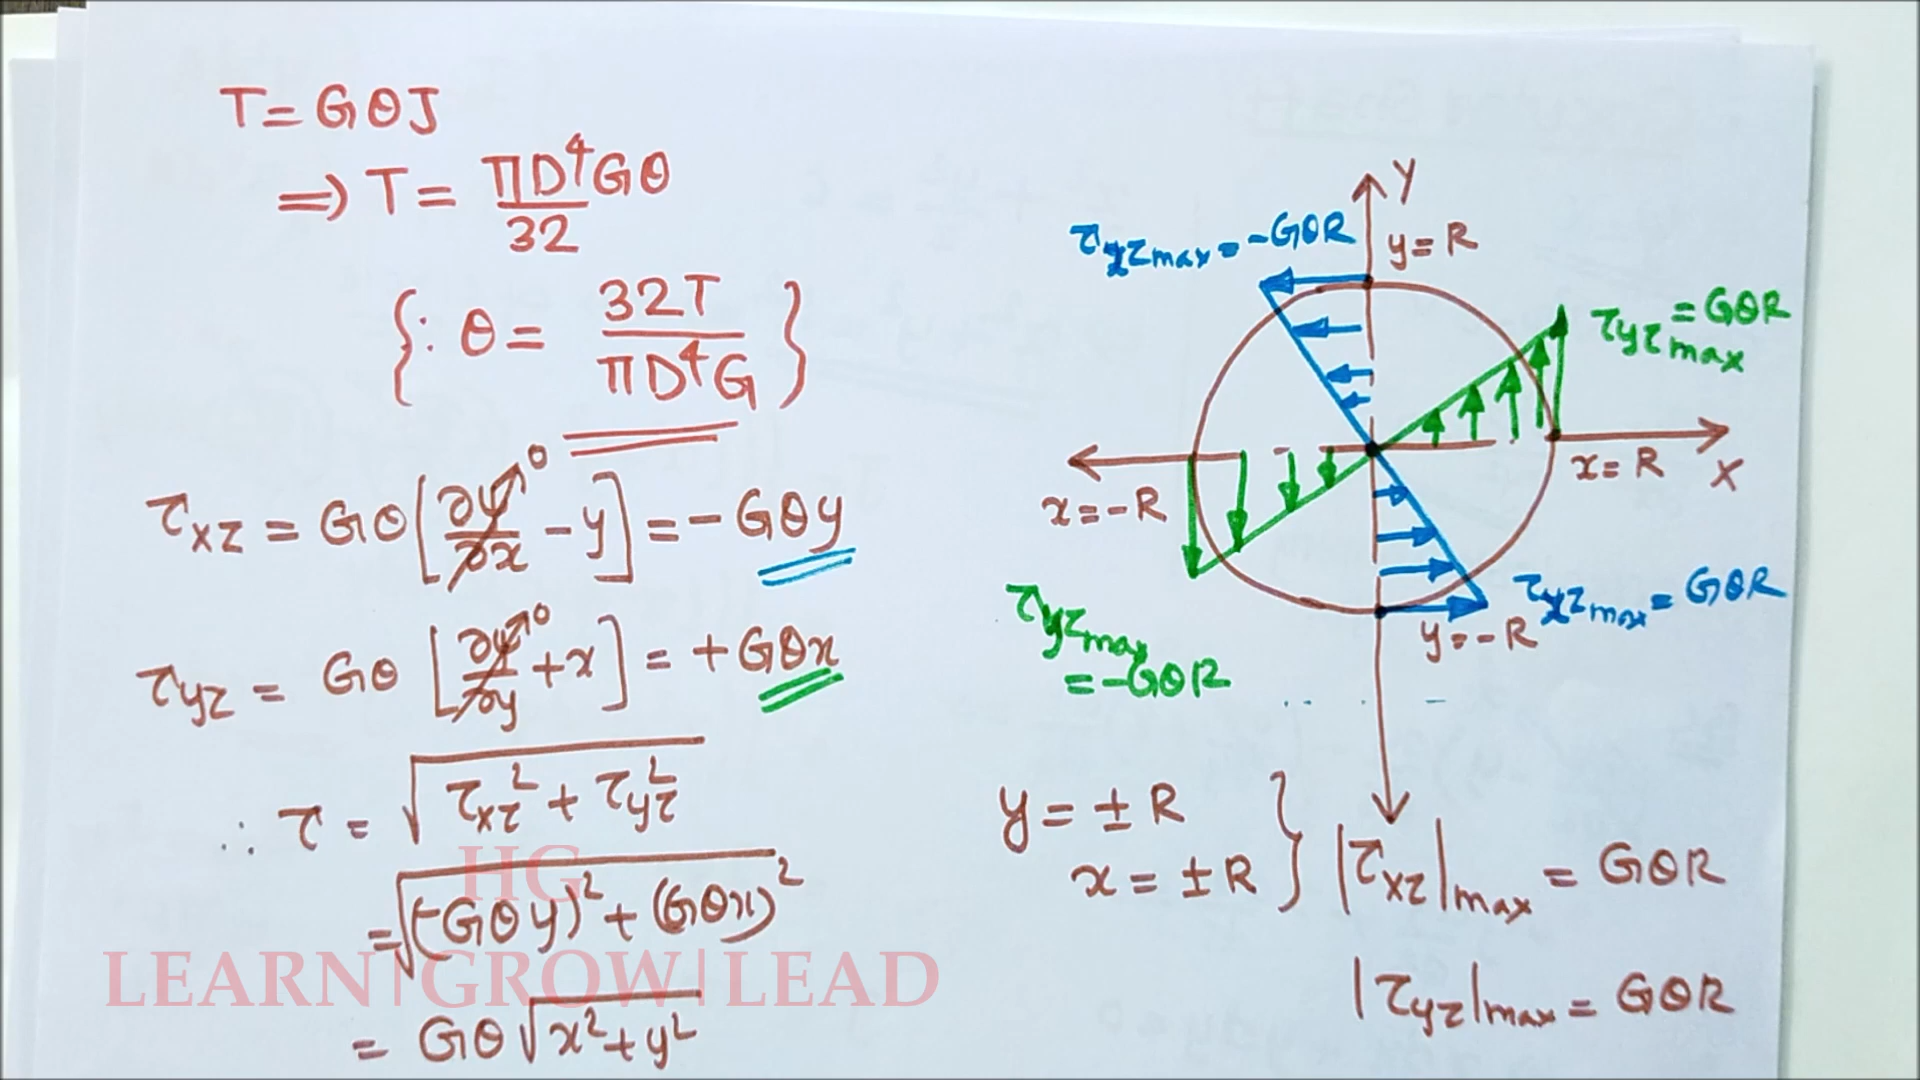 T = GθJ
⇒ T = πD⁴Gθ / 32
{∴ θ = 32T / πD⁴G}
τxz = Gθ[∂ψ/∂x⁰ - y] = - Gθy
τyz = Gθ[∂ψ/∂y⁰ + x] = + Gθx
∴ τ = √(τxz² + τyz²)
= √((-Gθy)² + (Gθx)²)
= Gθ√(x² + y²)
Y
τxzmax = -GθR
y = R
τyzmax = GθR
x = R
X
x = -R
τyzmax
= -GθR
τxzmax = GθR
y = -R
y = ± R
x = ± R
} |τxz|max = GθR
|τyz|max = GθR
HG
LEARN|GROW|LEAD